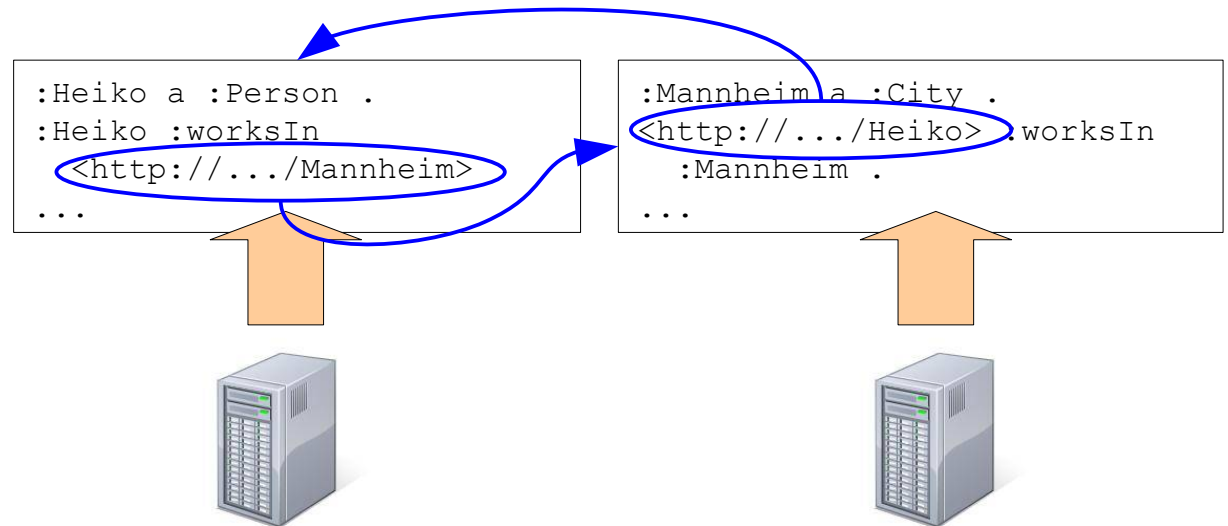 :Heiko a :Person .
:Heiko :worksIn
<http://.../Mannheim>
...
:Mannheim a :City .
<http://.../Heiko> :worksIn
:Mannheim .
...